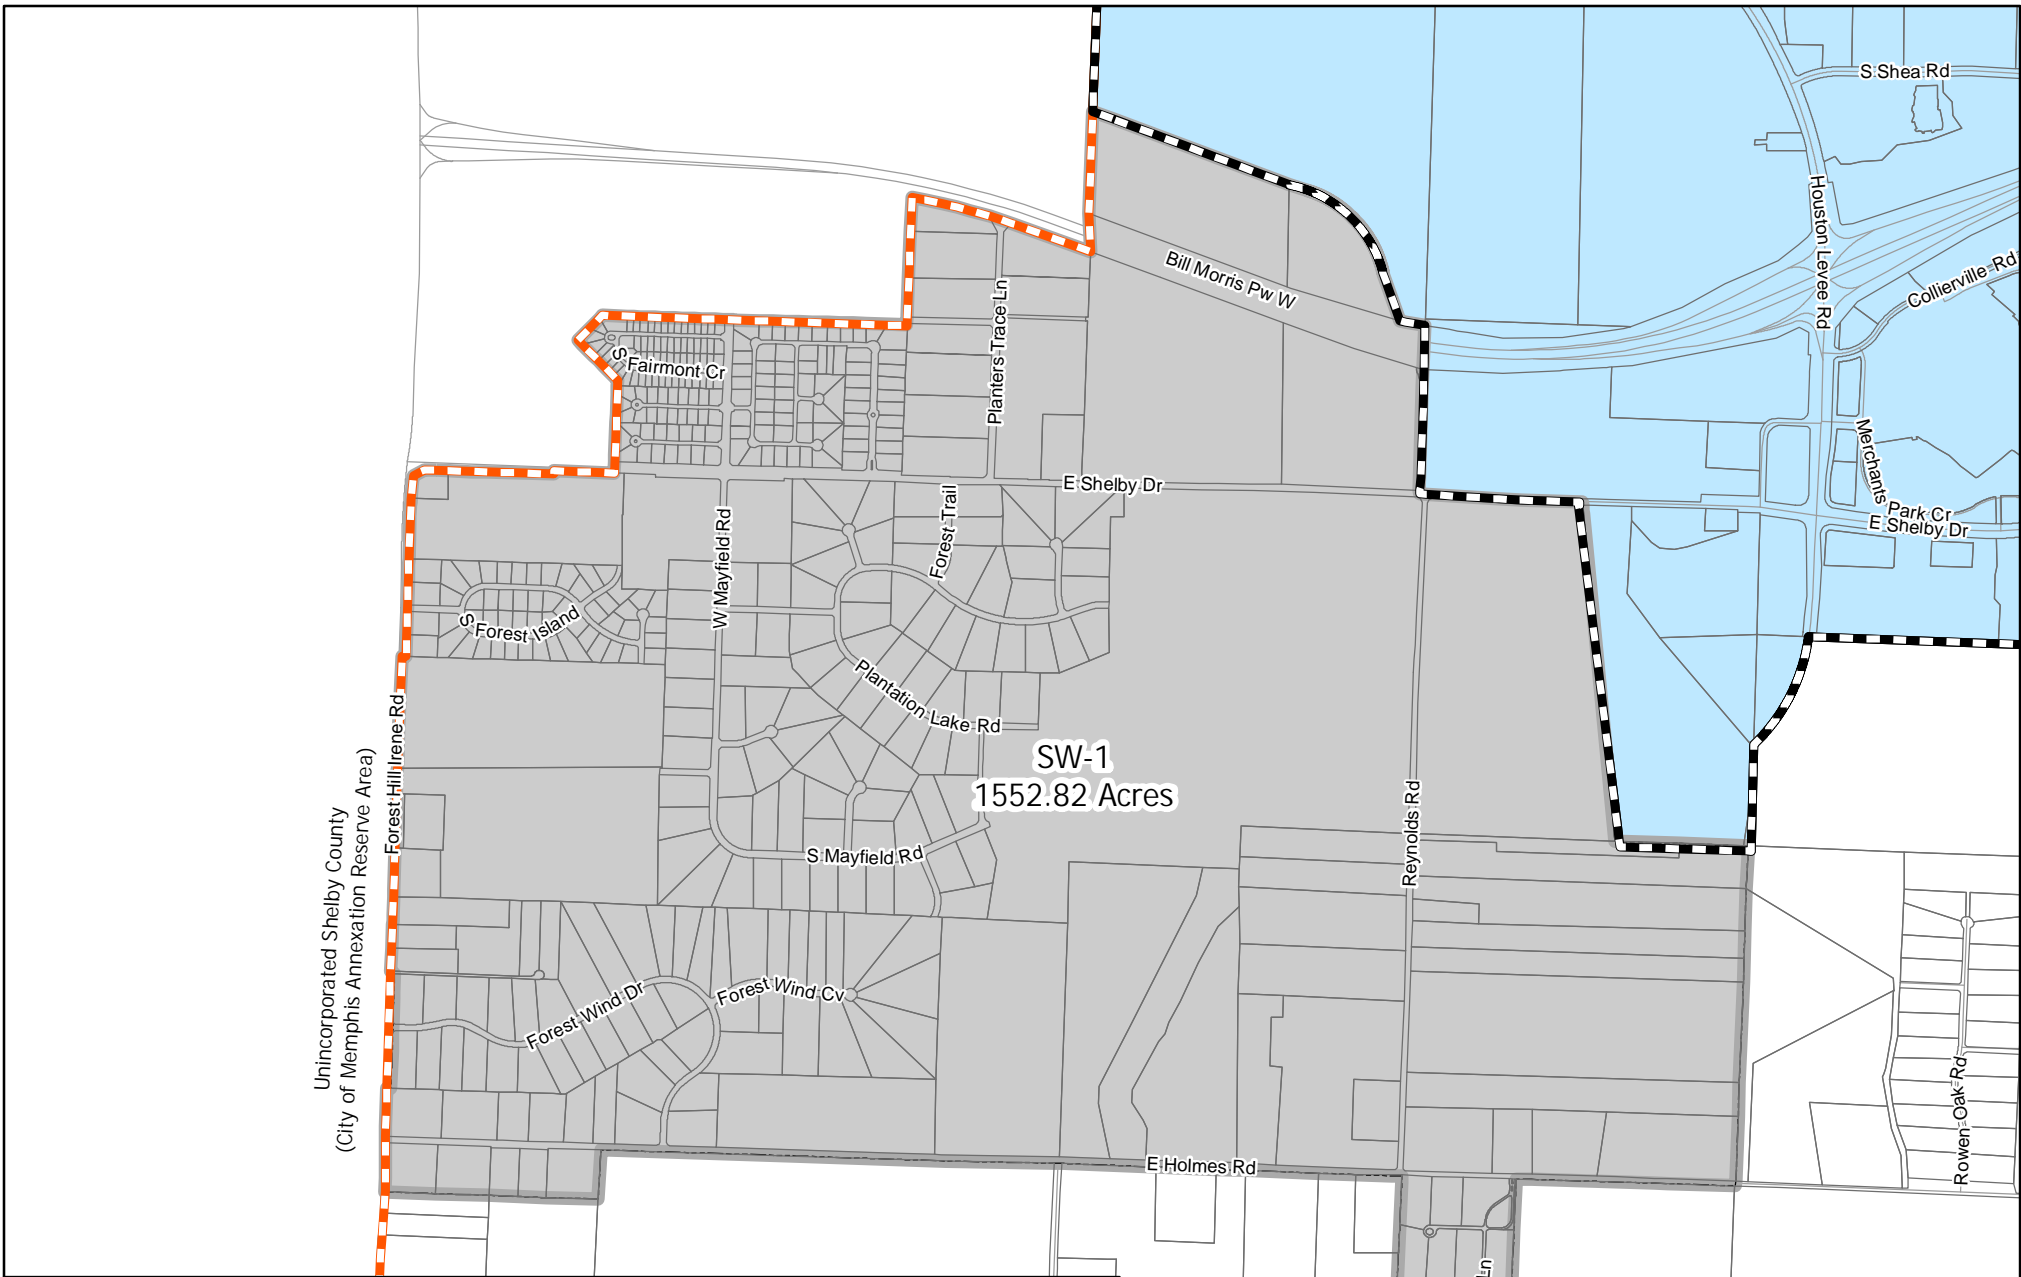 S Shea Rd
Houston Levee Rd
Collierville Rd
Bill Morris Pw W
Planters Trace Ln
S Fairmont Cr
Merchants Park Cr
E Shelby Dr
E Shelby Dr
Forest Trail
W Mayfield Rd
S Forest Island
Plantation Lake Rd
Forest Hill Irene Rd
Unincorporated Shelby County
(City of Memphis Annexation Reserve Area)
SW-1
1552.82 Acres
Reynolds Rd
S Mayfield Rd
Forest Wind Dr
Forest Wind Cv
Rowen Oak Rd
E Holmes Rd
Ln